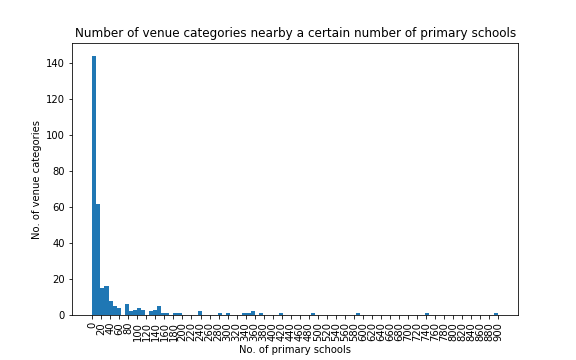 Number of venue categories nearby a certain number of primary schools
No. of venue categories
140
120
100
80
60
40
20
0
0 20 40 60 80 100 120 140 160 180 200 220 240 260 280 300 320 340 360 380 400 420 440 460 480 500 520 540 560 580 600 620 640 660 680 700 720 740 760 780 800 820 840 860 880 900
No. of primary schools